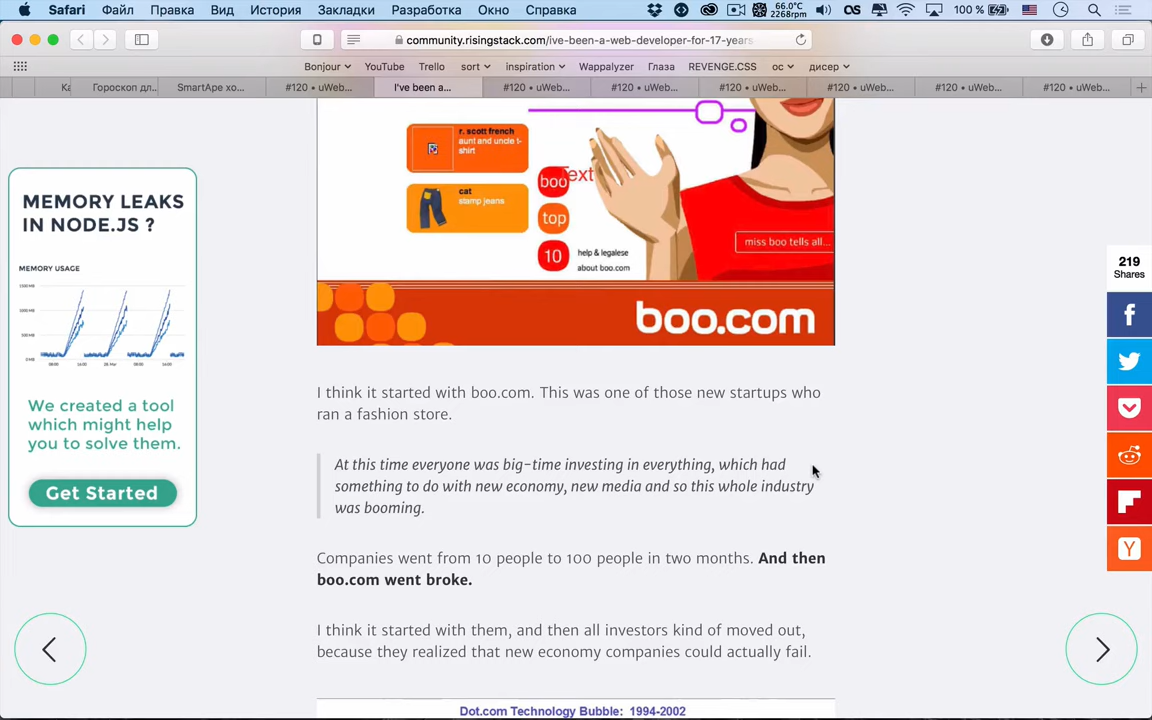 Safari Файл Правка Вид История Закладки Разработка Окно Справка 66.0°C 2268rpm 100 %
community.risingstack.com/ive-been-a-web-developer-for-17-years
Bonjour YouTube Trello sort inspiration Wappalyzer Глаза REVENGE.CSS ос дисер
Ка Гороскоп дл... SmartApe хо... #120 • uWeb... I've been a... #120 • uWeb... #120 • uWeb... #120 • uWeb... #120 • uWeb... #120 • uWeb... #120 • uWeb...
r. scott french
aunt and uncle t-
shirt
cat
stamp jeans
boo
Text
top
10
help & legalese
about boo.com
miss boo tells all...
boo.com
MEMORY LEAKS
IN NODE.JS ?
MEMORY USAGE
We created a tool
which might help
you to solve them.
Get Started
I think it started with boo.com. This was one of those new startups who
ran a fashion store.
At this time everyone was big-time investing in everything, which had
something to do with new economy, new media and so this whole industry
was booming.
Companies went from 10 people to 100 people in two months. And then
boo.com went broke.
I think it started with them, and then all investors kind of moved out,
because they realized that new economy companies could actually fail.
Dot.com Technology Bubble: 1994-2002
219
Shares